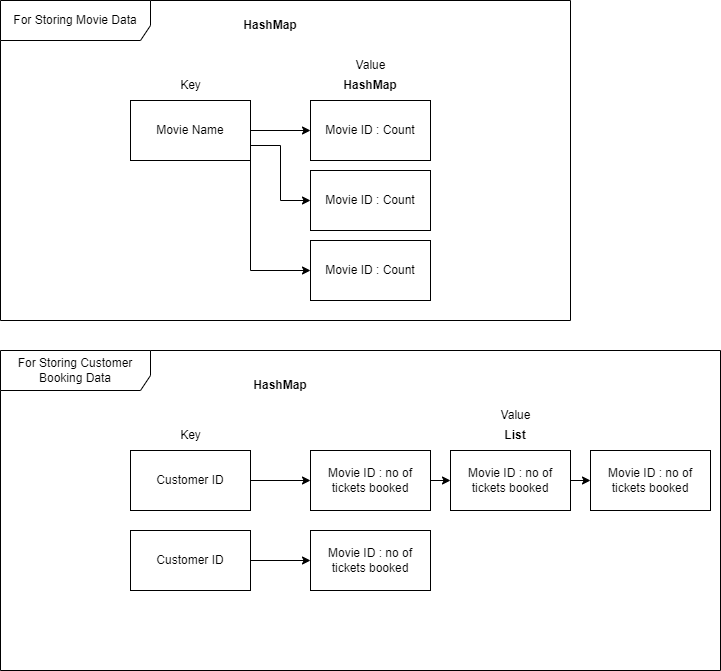 For Storing Movie Data
HashMap
Value
Key
HashMap
Movie Name
Movie ID : Count
Movie ID : Count
Movie ID : Count
For Storing Customer
Booking Data
HashMap
Value
Key
List
Customer ID
Movie ID : no of
tickets booked
Movie ID : no of
tickets booked
Movie ID : no of
tickets booked
Customer ID
Movie ID : no of
tickets booked